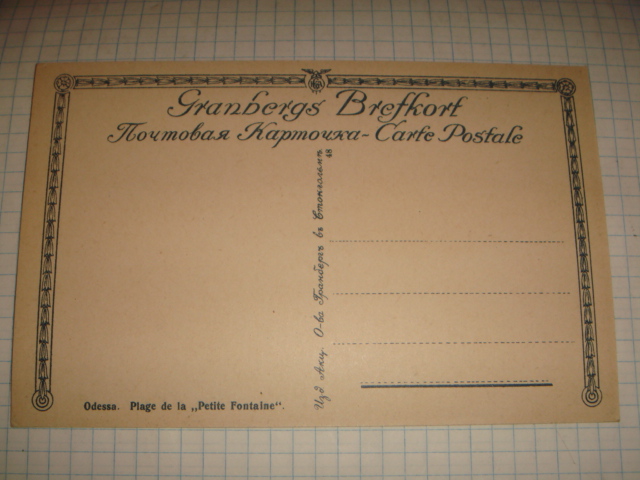 Granbergs Brefkort
Почтовая Карточка - Carte Postale
Изд. Акц. О-ва Гранбергъ въ Стокгольмѣ
48
Odessa. Plage de la „Petite Fontaine“.